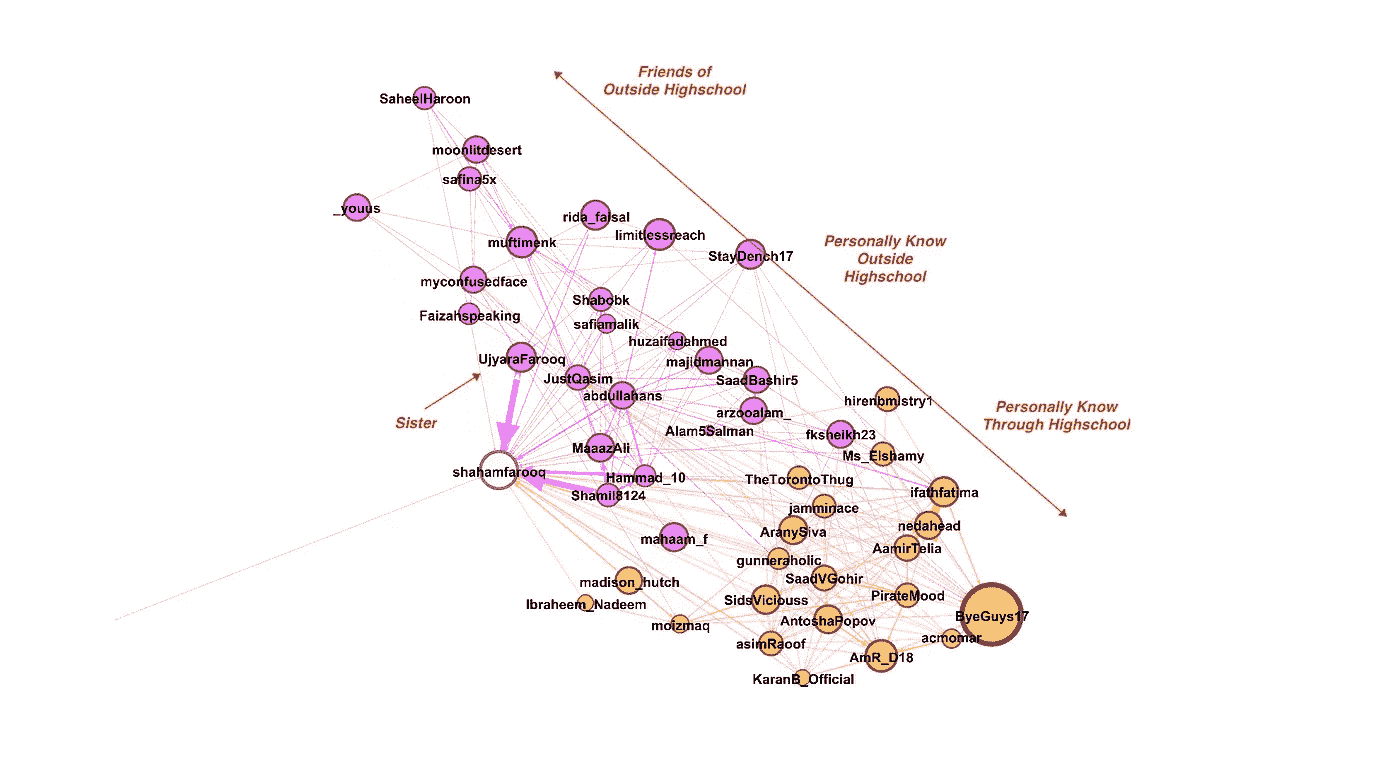 Friends of
Outside Highschool
SaheelHaroon
moonlitdesert
safina5x
_youus
rida_faisal
limitlessreach
muftimenk
StayDench17
Personally Know
Outside
Highschool
myconfusedface
Shabobk
Faizahspeaking
safiamalik
huzaifadahmed
UjyaraFarooq
majidmannan
JustQasim
SaadBashir5
abdullahans
hirenbmistry1
arzooalam_
Personally Know
Through Highschool
Sister
Alam5Salman
fksheikh23
MaaazAli
Ms_Elshamy
shahamfarooq
Hammad_10
TheTorontoThug
Shamil8124
ifathfatima
jamminace
nedahead
AranySiva
mahaam_f
AamirTelia
gunneraholic
madison_hutch
SaadVGohir
PirateMood
SidsViciouss
Ibraheem_Nadeem
ByeGuys17
moizmaq
AntoshaPopov
acmomar
asimRaoof
AmR_D18
KaranB_Official